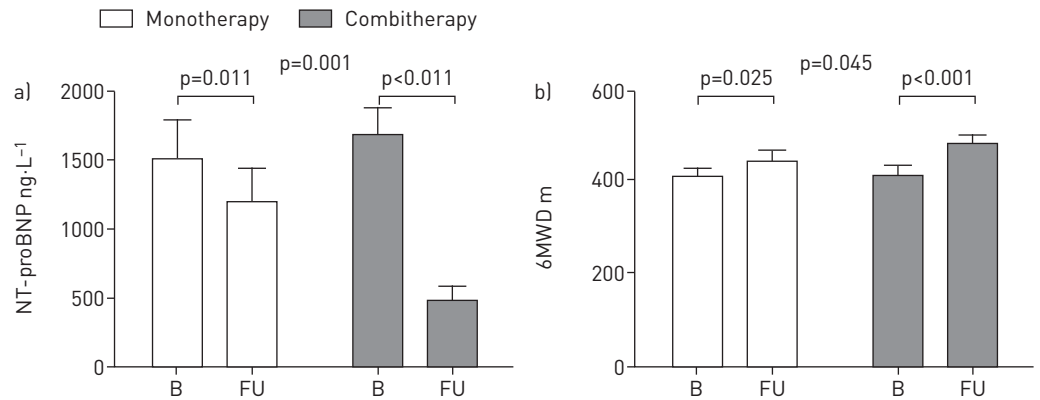 Monotherapy Combitherapy
a)
p=0.011 p=0.001 p<0.011
NT-proBNP ng·L⁻¹
2000
1500
1000
500
0
B FU B FU
b)
p=0.025 p=0.045 p<0.001
6MWD m
600
400
200
0
B FU B FU